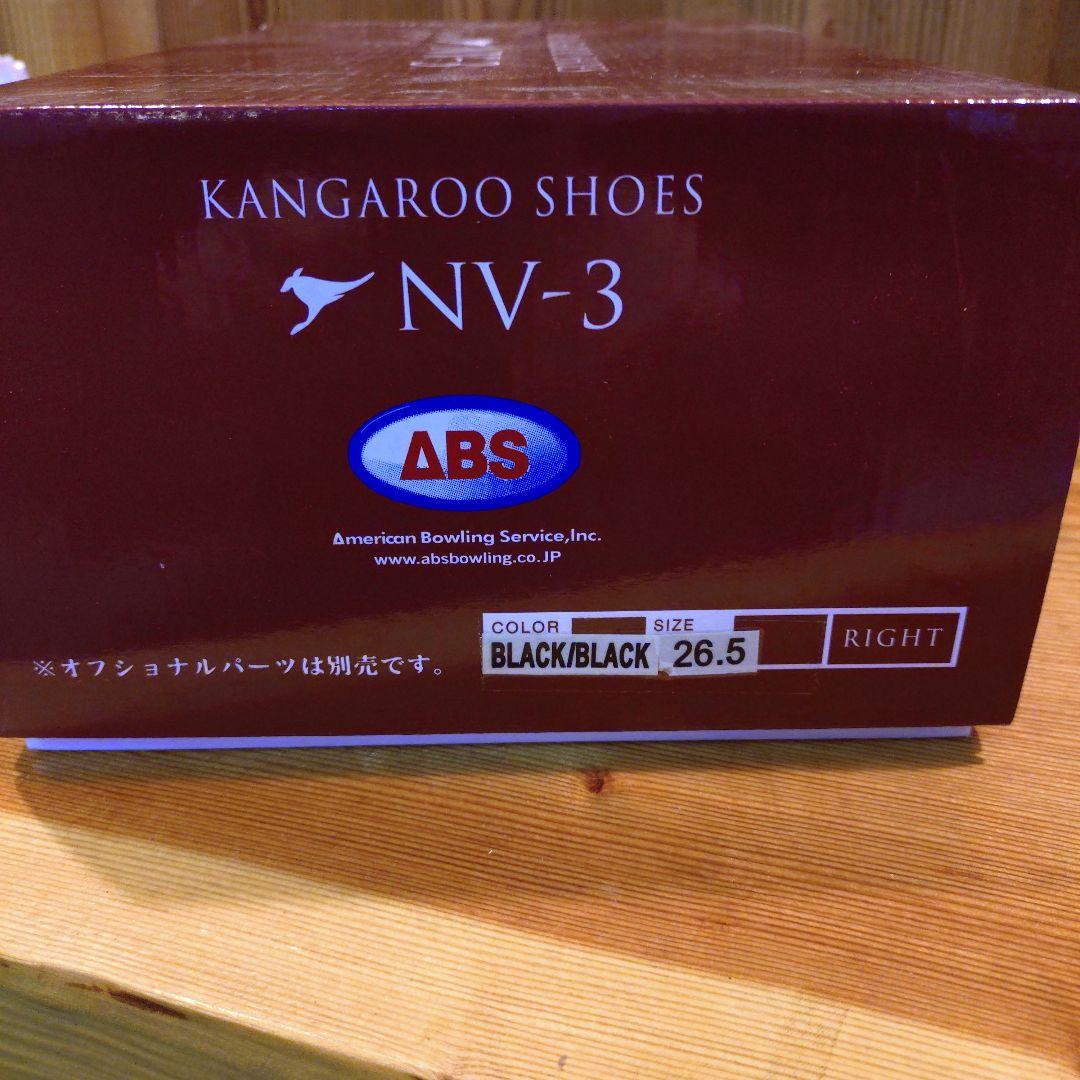 KANGAROO SHOES
NV-3
ABS
American Bowling Service,Inc.
www.absbowling.co.JP
COLOR SIZE
BLACK/BLACK 26.5 RIGHT
※オフショナルパーツは別売です。